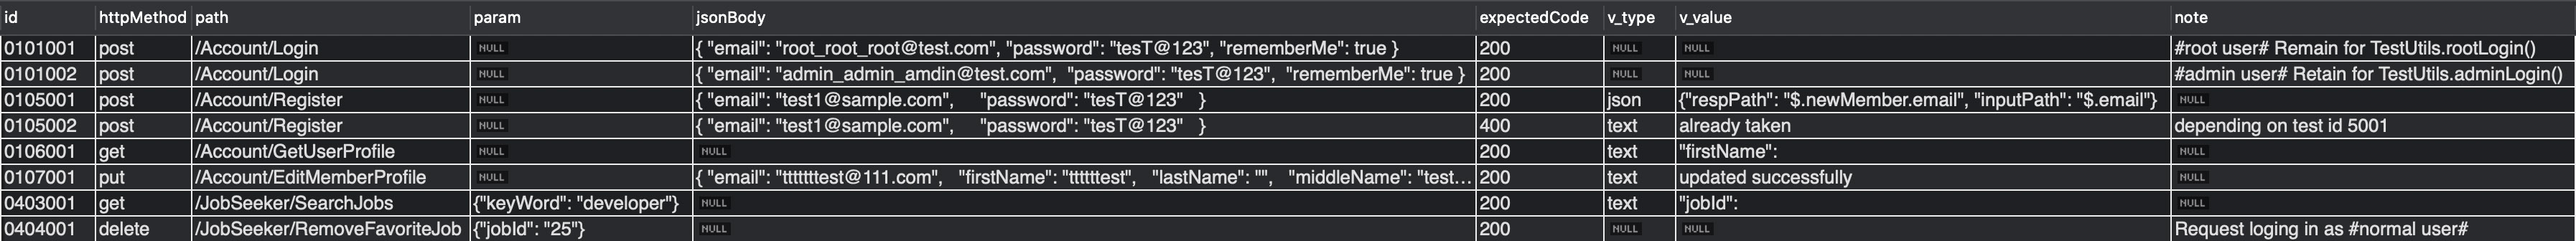 id httpMethod path param jsonBody expectedCode v_type v_value note
0101001 post /Account/Login NULL { "email": "root_root_root@test.com", "password": "tesT@123", "rememberMe": true } 200 NULL NULL #root user# Remain for TestUtils.rootLogin()
0101002 post /Account/Login NULL { "email": "admin_admin_amdin@test.com", "password": "tesT@123", "rememberMe": true } 200 NULL NULL #admin user# Retain for TestUtils.adminLogin()
0105001 post /Account/Register NULL { "email": "test1@sample.com", "password": "tesT@123" } 200 json {"respPath": "$.newMember.email", "inputPath": "$.email"} NULL
0105002 post /Account/Register NULL { "email": "test1@sample.com", "password": "tesT@123" } 400 text already taken depending on test id 5001
0106001 get /Account/GetUserProfile NULL NULL 200 text "firstName": NULL
0107001 put /Account/EditMemberProfile NULL { "email": "tttttttest@111.com", "firstName": "ttttttest", "lastName": "", "middleName": "test... 200 text updated successfully NULL
0403001 get /JobSeeker/SearchJobs {"keyWord": "developer"} NULL 200 text "jobId": NULL
0404001 delete /JobSeeker/RemoveFavoriteJob {"jobId": "25"} NULL 200 NULL NULL Request loging in as #normal user#